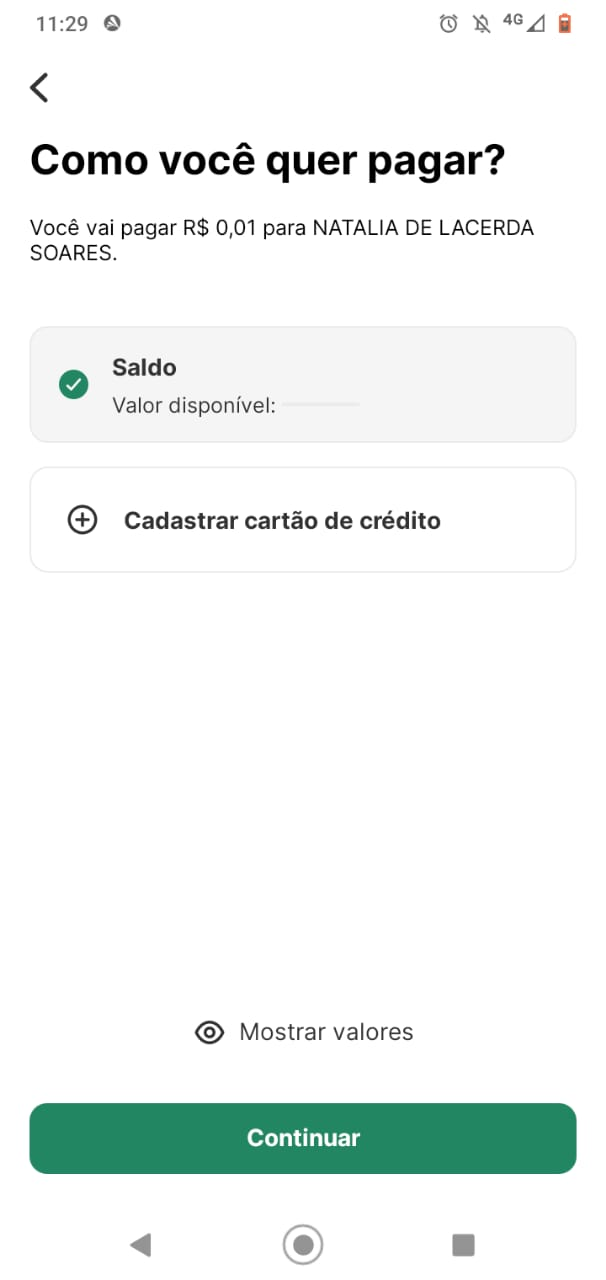 11:29
4G
Como você quer pagar?
Você vai pagar R$ 0,01 para NATALIA DE LACERDA
SOARES.
Saldo
Valor disponível:
Cadastrar cartão de crédito
Mostrar valores
Continuar